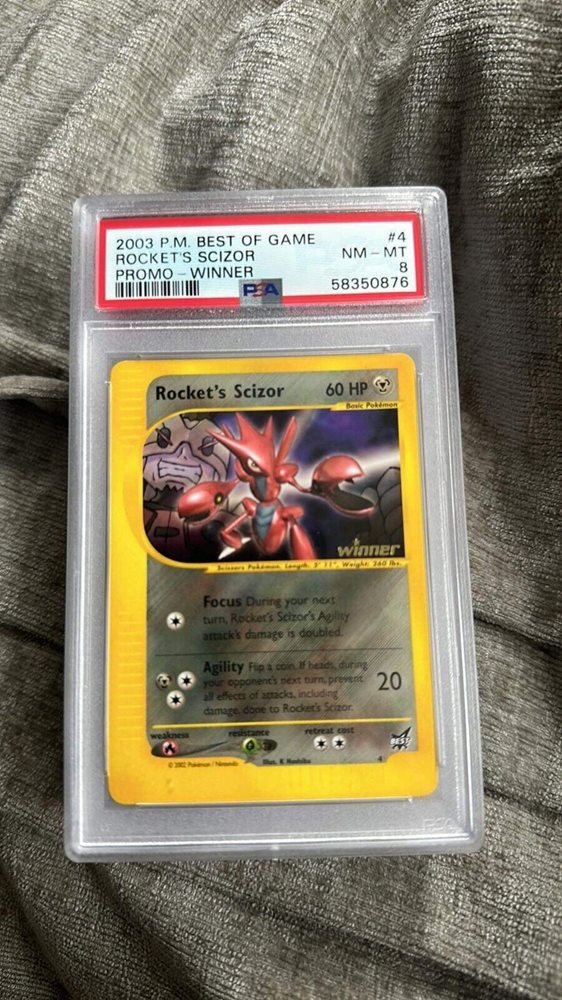 2003 P.M. BEST OF GAME #4
ROCKET'S SCIZOR NM – MT
PROMO – WINNER 8
PSA 58350876
Rocket's Scizor 60 HP
Basic Pokémon
winner
Scissors Pokémon. Length: 5' 11", Weight: 260 lbs.
Focus During your next
turn, Rocket's Scizor's Agility
attack's damage is doubled.
Agility Flip a coin. If heads, during
your opponent's next turn, prevent
all effects of attacks, including
damage, done to Rocket's Scizor.
20
weakness resistance retreat cost
BEST
© 2002 Pokémon / Nintendo Illus. K Hoshiba 4
PSA